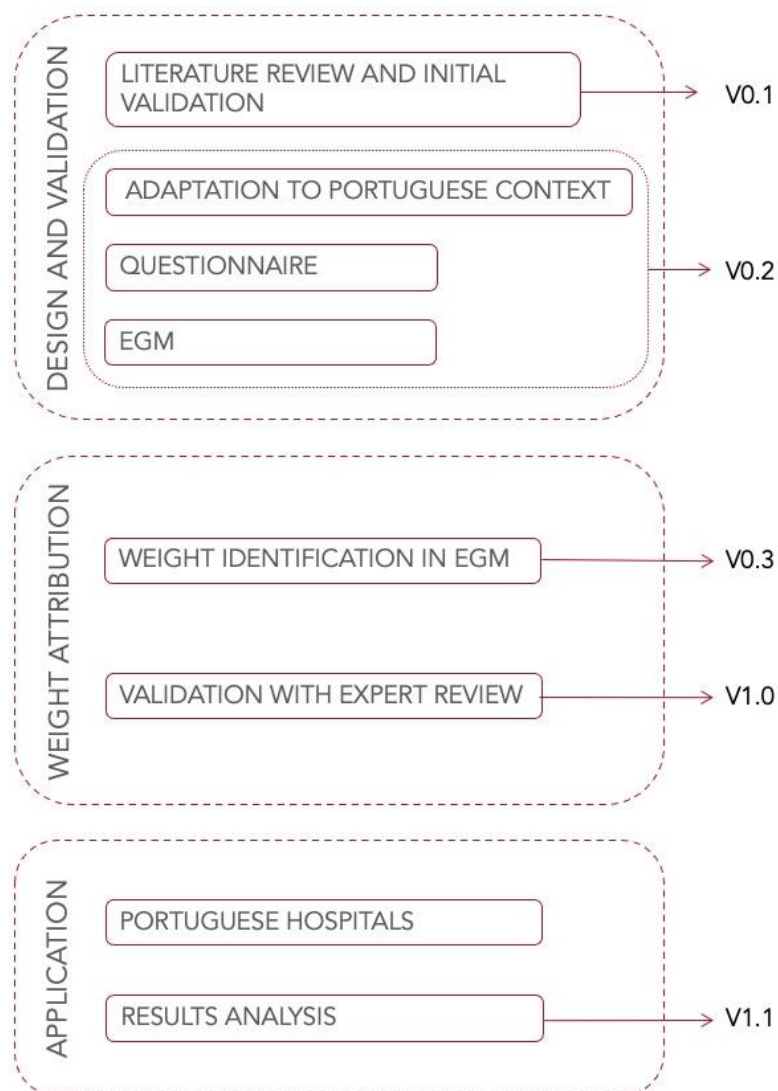 DESIGN AND VALIDATION
LITERATURE REVIEW AND INITIAL
VALIDATION
V0.1
ADAPTATION TO PORTUGUESE CONTEXT
QUESTIONNAIRE
V0.2
EGM
WEIGHT ATTRIBUTION
WEIGHT IDENTIFICATION IN EGM
V0.3
VALIDATION WITH EXPERT REVIEW
V1.0
APPLICATION
PORTUGUESE HOSPITALS
RESULTS ANALYSIS
V1.1